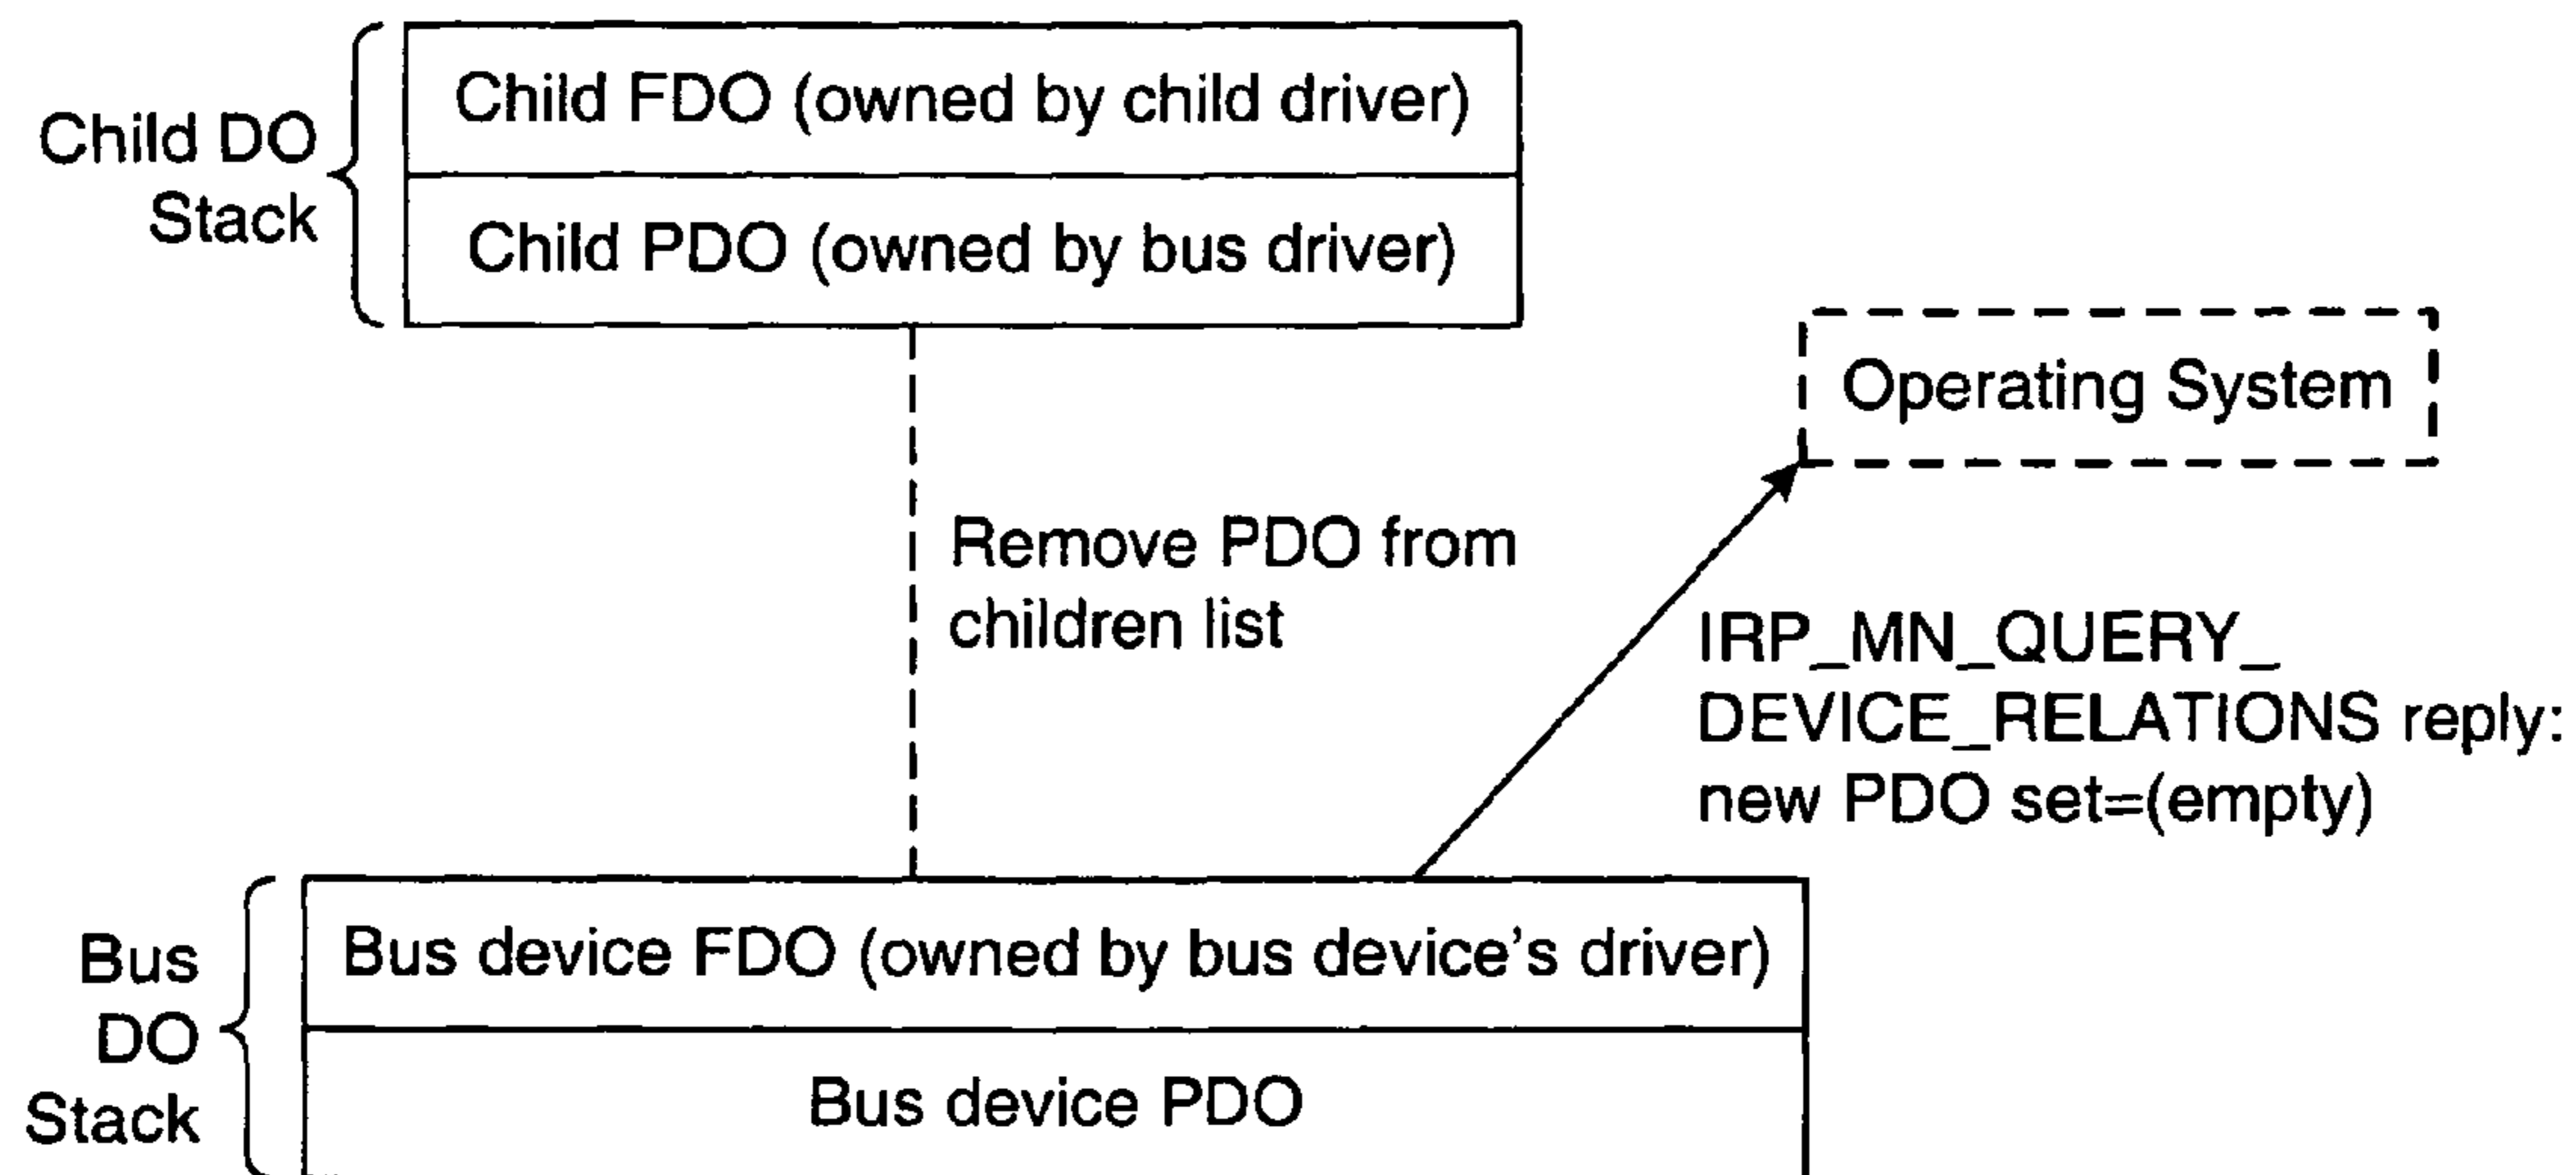 Child DO
Stack
Child FDO (owned by child driver)
Child PDO (owned by bus driver)
Operating System
Remove PDO from
children list
IRP_MN_QUERY_
DEVICE_RELATIONS reply:
new PDO set=(empty)
Bus
DO
Stack
Bus device FDO (owned by bus device's driver)
Bus device PDO